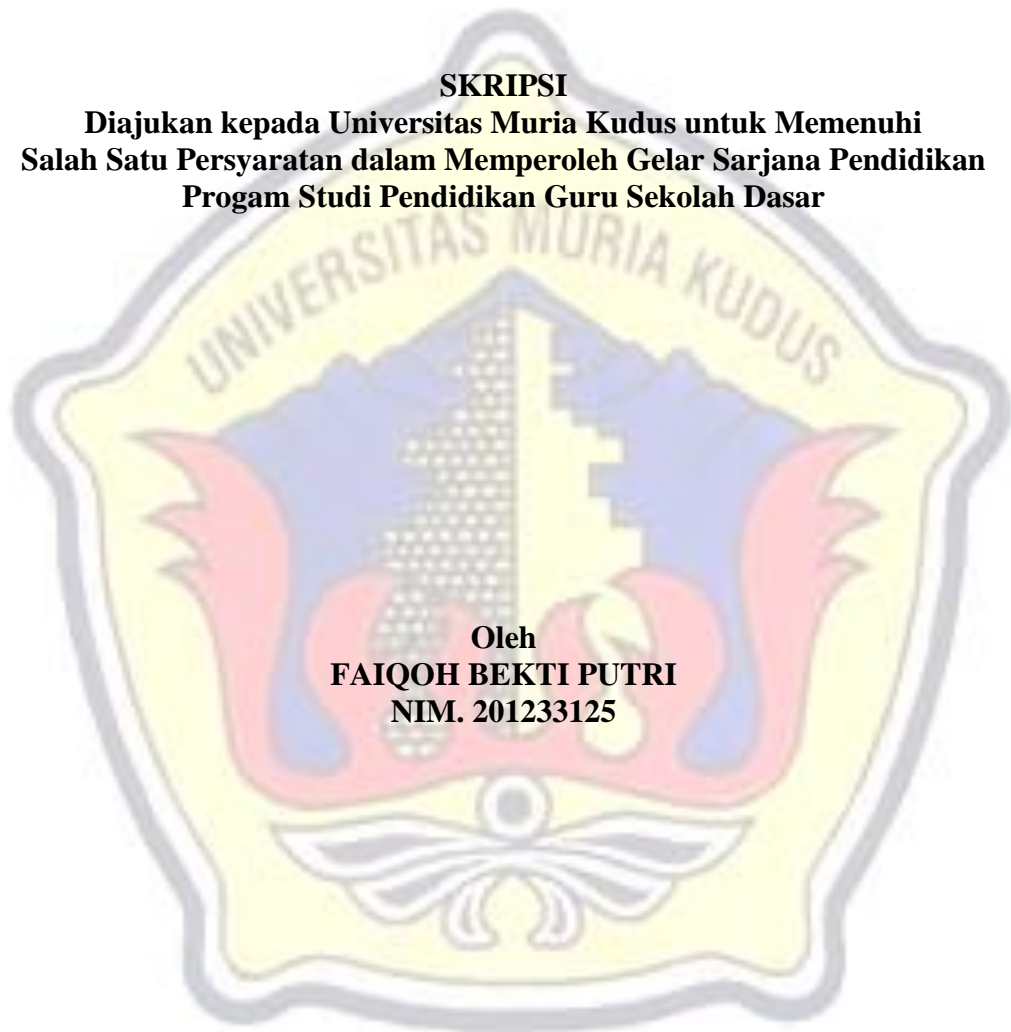 SKRIPSI
Diajukan kepada Universitas Muria Kudus untuk Memenuhi
Salah Satu Persyaratan dalam Memperoleh Gelar Sarjana Pendidikan
Progam Studi Pendidikan Guru Sekolah Dasar
UNIVERSITAS MURIA KUDUS
Oleh
FAIQOH BEKTI PUTRI
NIM. 201233125